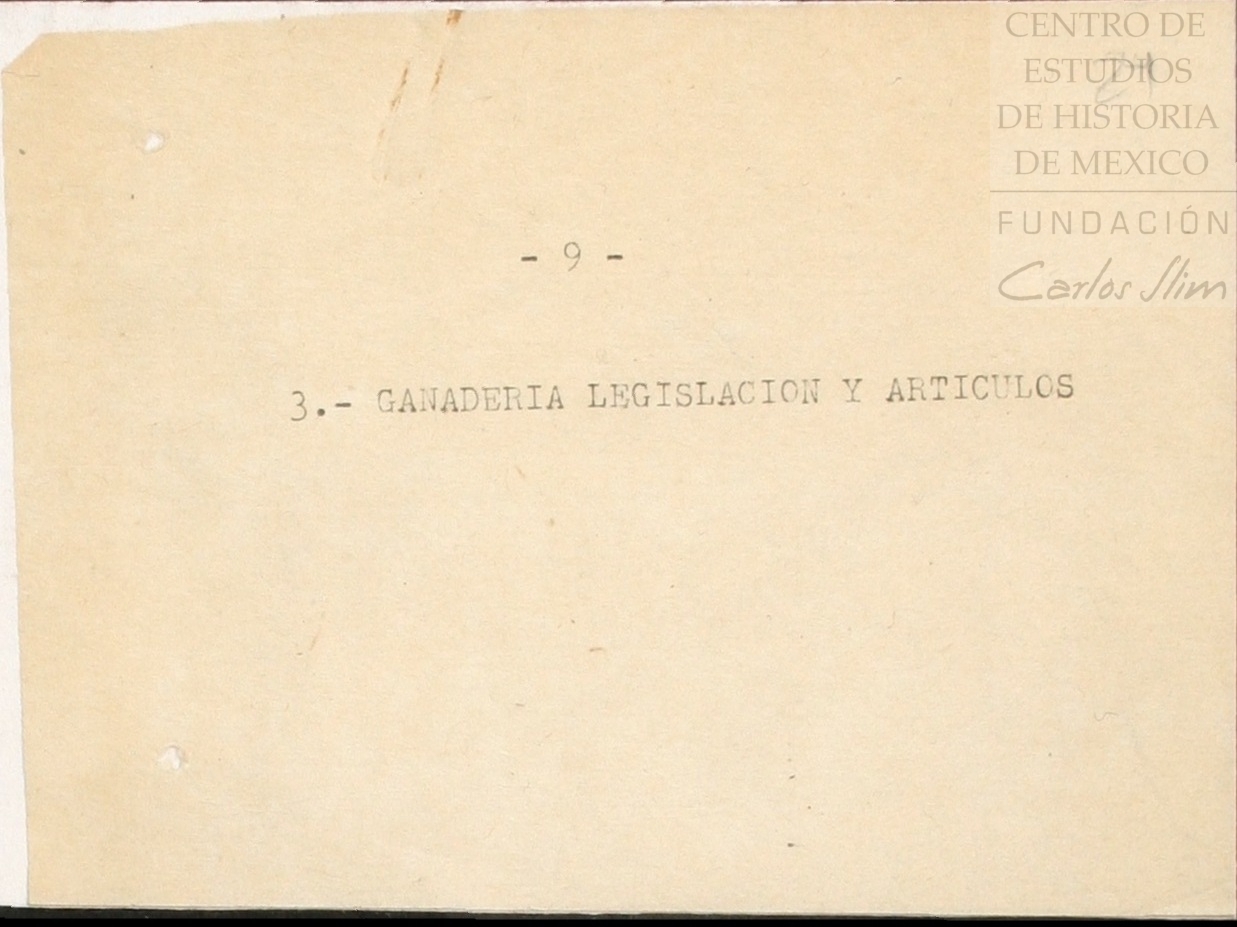 CENTRO DE
ESTUDIOS
DE HISTORIA
DE MEXICO
FUNDACIÓN
Carlos Slim
- 9 -
3.- GANADERIA LEGISLACION Y ARTICULOS